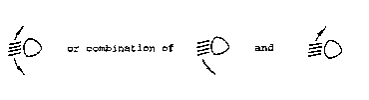 or combination of and